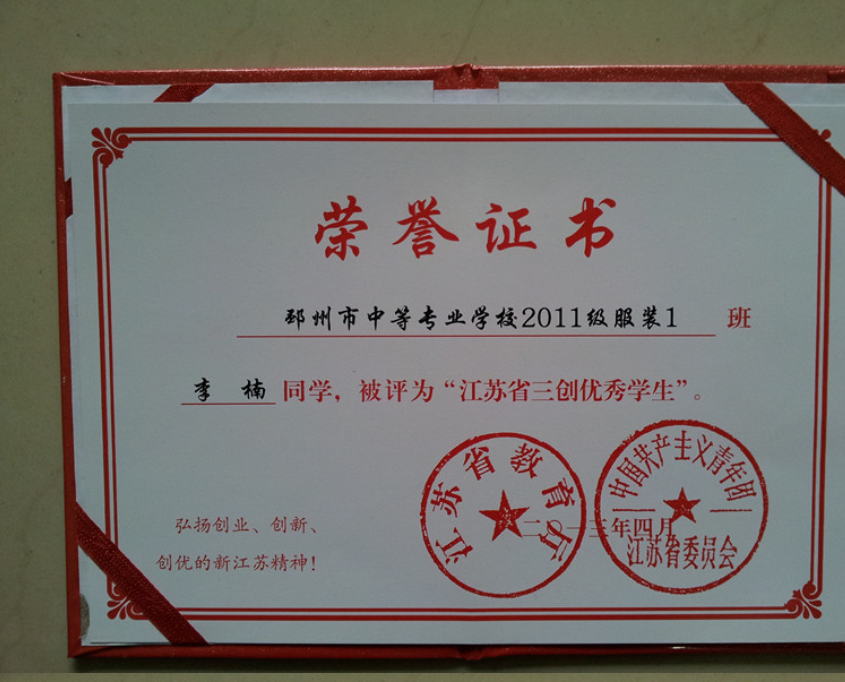 荣誉证书
邳州市中等专业学校2011级服装1 班
李 楠 同学，被评为“江苏省三创优秀学生”。
江苏省教育厅
中国共产主义青年团
江苏省委员会
二〇一三年四月
弘扬创业、创新、
创优的新江苏精神！